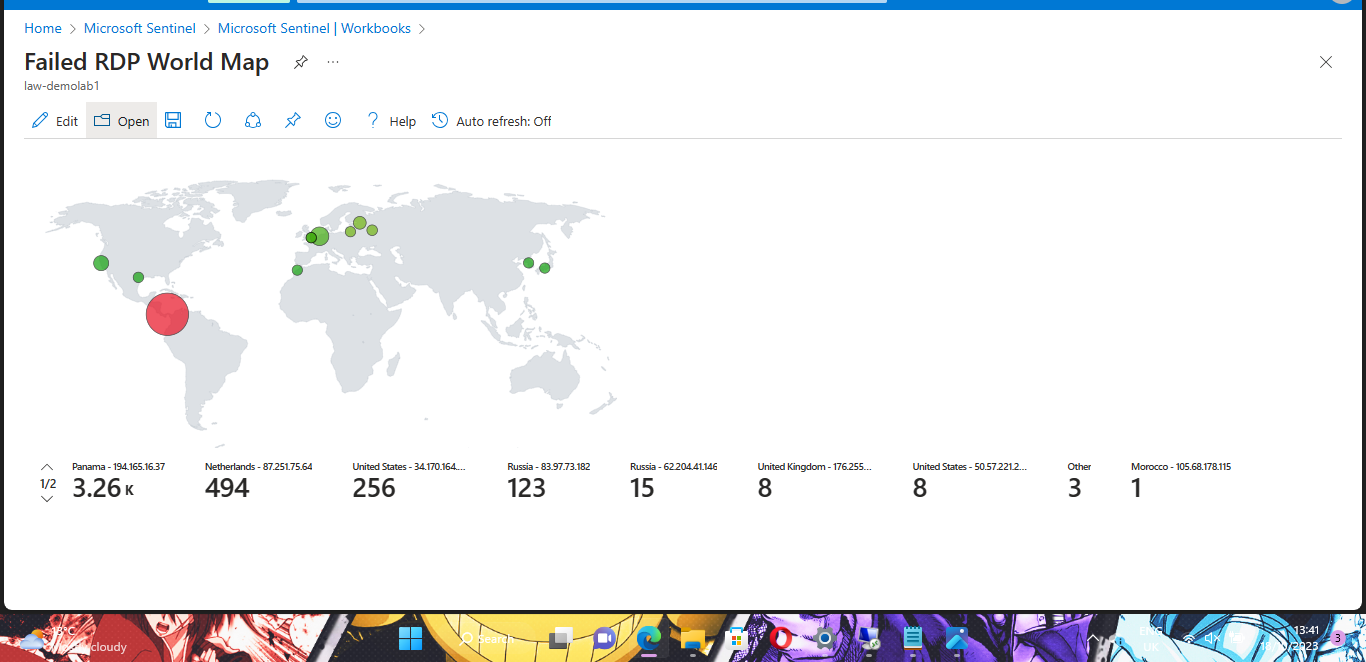 Home > Microsoft Sentinel > Microsoft Sentinel | Workbooks >
Failed RDP World Map
law-demolab1
Edit Open Help Auto refresh: Off
1/2
Panama - 194.165.16.37
3.26 K
Netherlands - 87.251.75.64
494
United States - 34.170.164....
256
Russia - 83.97.73.182
123
Russia - 62.204.41.146
15
United Kingdom - 176.255...
8
United States - 50.57.221.2...
8
Other
3
Morocco - 105.68.178.115
1
cloudy
Search
ENG
UK
13:41
3